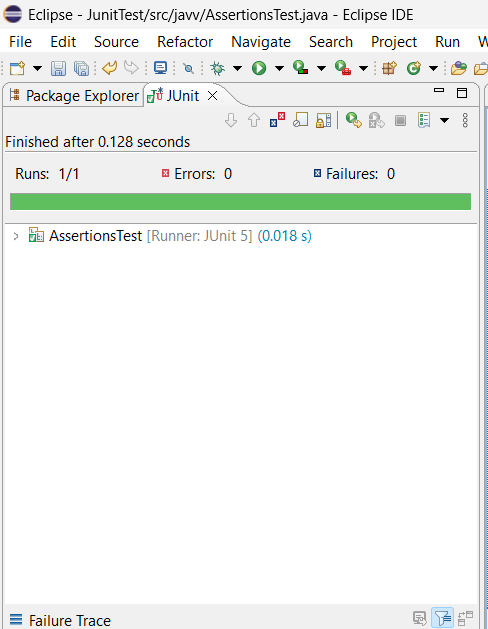 Eclipse - JunitTest/src/javv/AssertionsTest.java - Eclipse IDE
File Edit Source Refactor Navigate Search Project Run W
Package Explorer JUnit
Finished after 0.128 seconds
Runs: 1/1 Errors: 0 Failures: 0
AssertionsTest [Runner: JUnit 5] (0.018 s)
Failure Trace